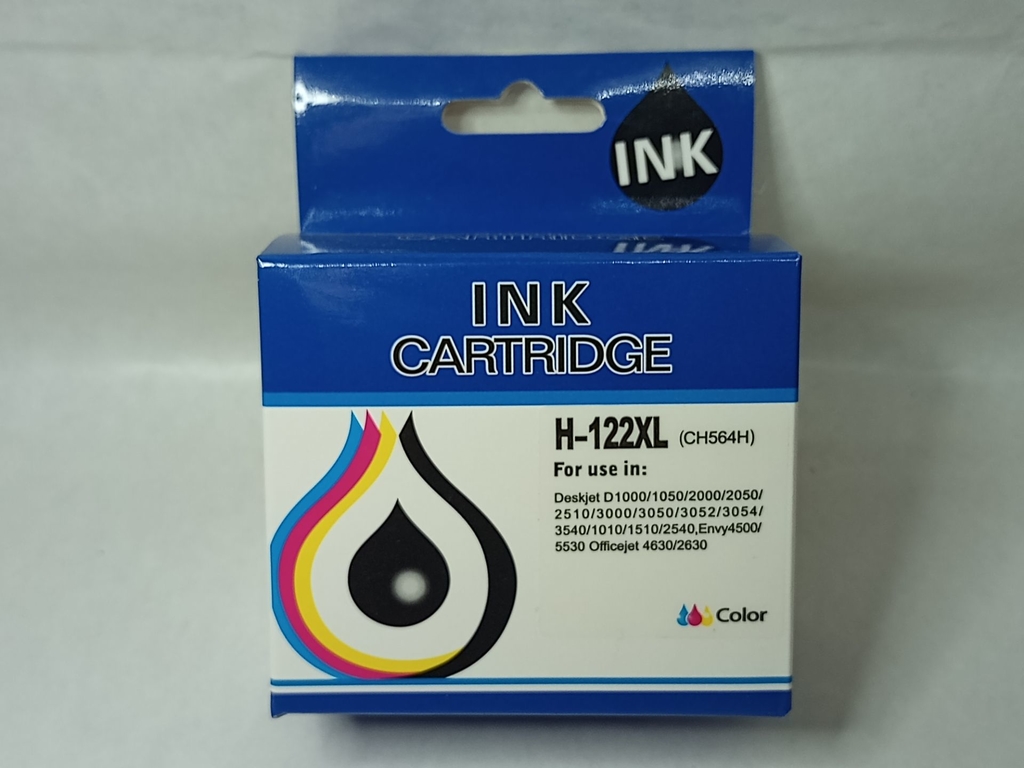 INK
INK
CARTRIDGE
H-122XL (CH564H)
For use in:
Deskjet D1000/1050/2000/2050/
2510/3000/3050/3052/3054/
3540/1010/1510/2540,Envy4500/
5530 Officejet 4630/2630
Color